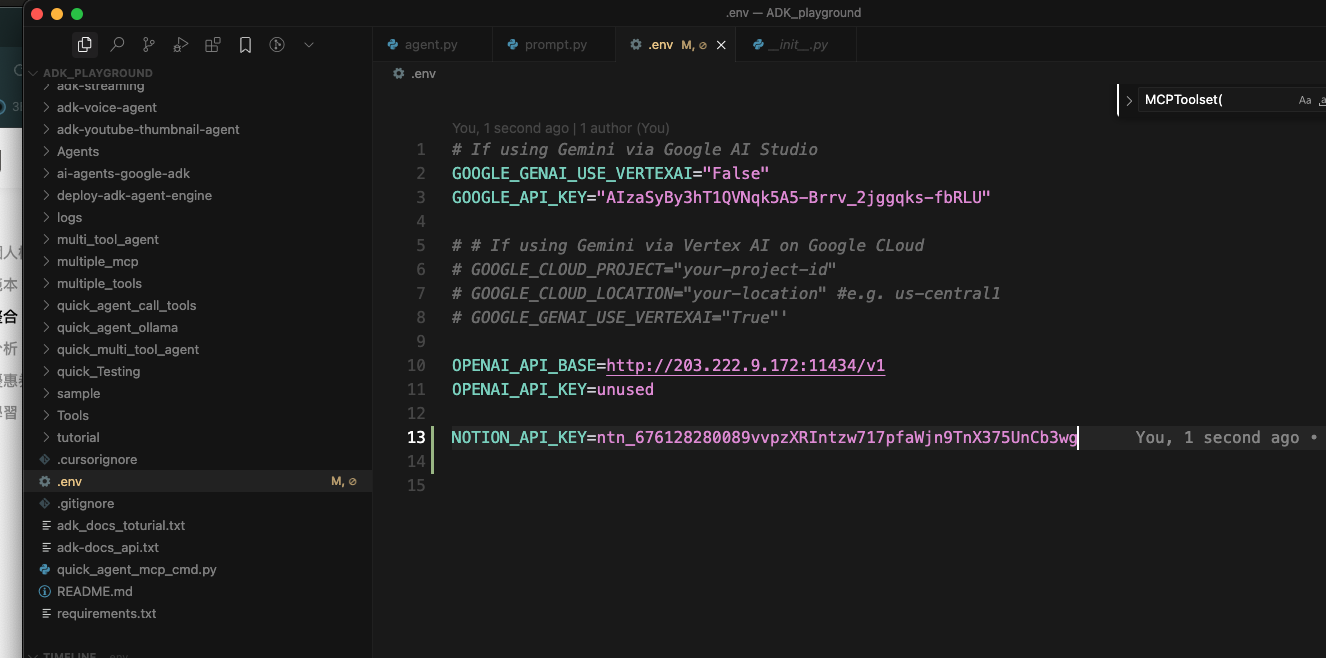 .env — ADK_playground
agent.py
prompt.py
.env M, ⊘
__init__.py
ADK_PLAYGROUND
.env
MCPToolset(
Aa
adk-streaming
adk-voice-agent
adk-youtube-thumbnail-agent
Agents
ai-agents-google-adk
deploy-adk-agent-engine
logs
multi_tool_agent
multiple_mcp
multiple_tools
quick_agent_call_tools
quick_agent_ollama
quick_multi_tool_agent
quick_Testing
sample
Tools
tutorial
.cursorignore
.env M, ⊘
.gitignore
adk_docs_toturial.txt
adk-docs_api.txt
quick_agent_mcp_cmd.py
README.md
requirements.txt
TIMELINE .env
You, 1 second ago | 1 author (You)
1 # If using Gemini via Google AI Studio
2 GOOGLE_GENAI_USE_VERTEXAI="False"
3 GOOGLE_API_KEY="AIzaSyBy3hT1QVNqk5A5-Brrv_2jggqks-fbRLU"
4
5 # # If using Gemini via Vertex AI on Google CLoud
6 # GOOGLE_CLOUD_PROJECT="your-project-id"
7 # GOOGLE_CLOUD_LOCATION="your-location" #e.g. us-central1
8 # GOOGLE_GENAI_USE_VERTEXAI="True"'
9
10 OPENAI_API_BASE=http://203.222.9.172:11434/v1
11 OPENAI_API_KEY=unused
12
13 NOTION_API_KEY=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 You, 1 second ago •
14
15